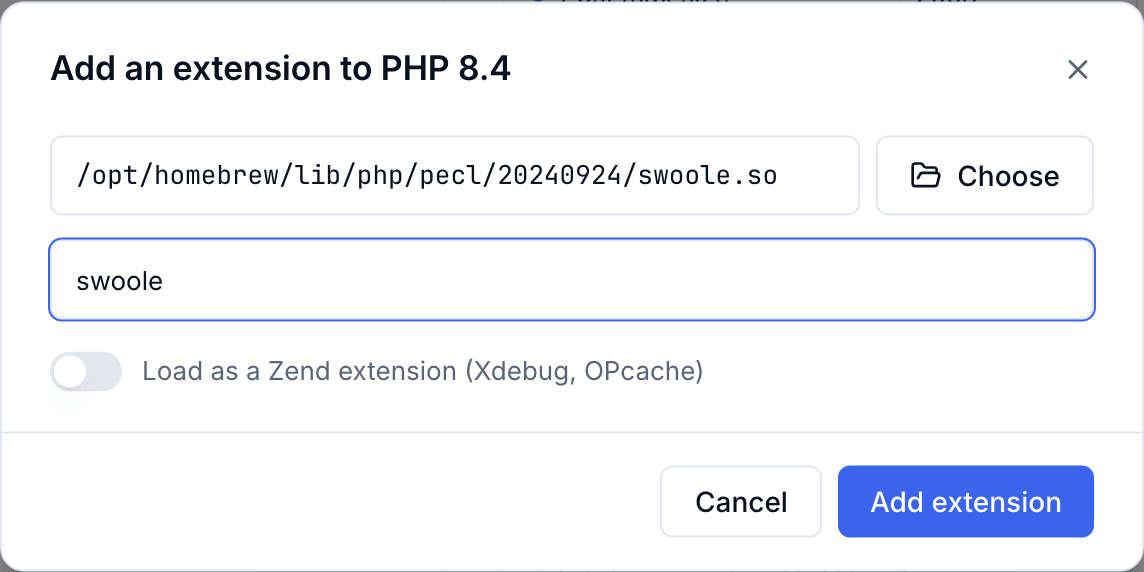 Add an extension to PHP 8.4
/opt/homebrew/lib/php/pecl/20240924/swoole.so
Choose
swoole
Load as a Zend extension (Xdebug, OPcache)
Cancel
Add extension